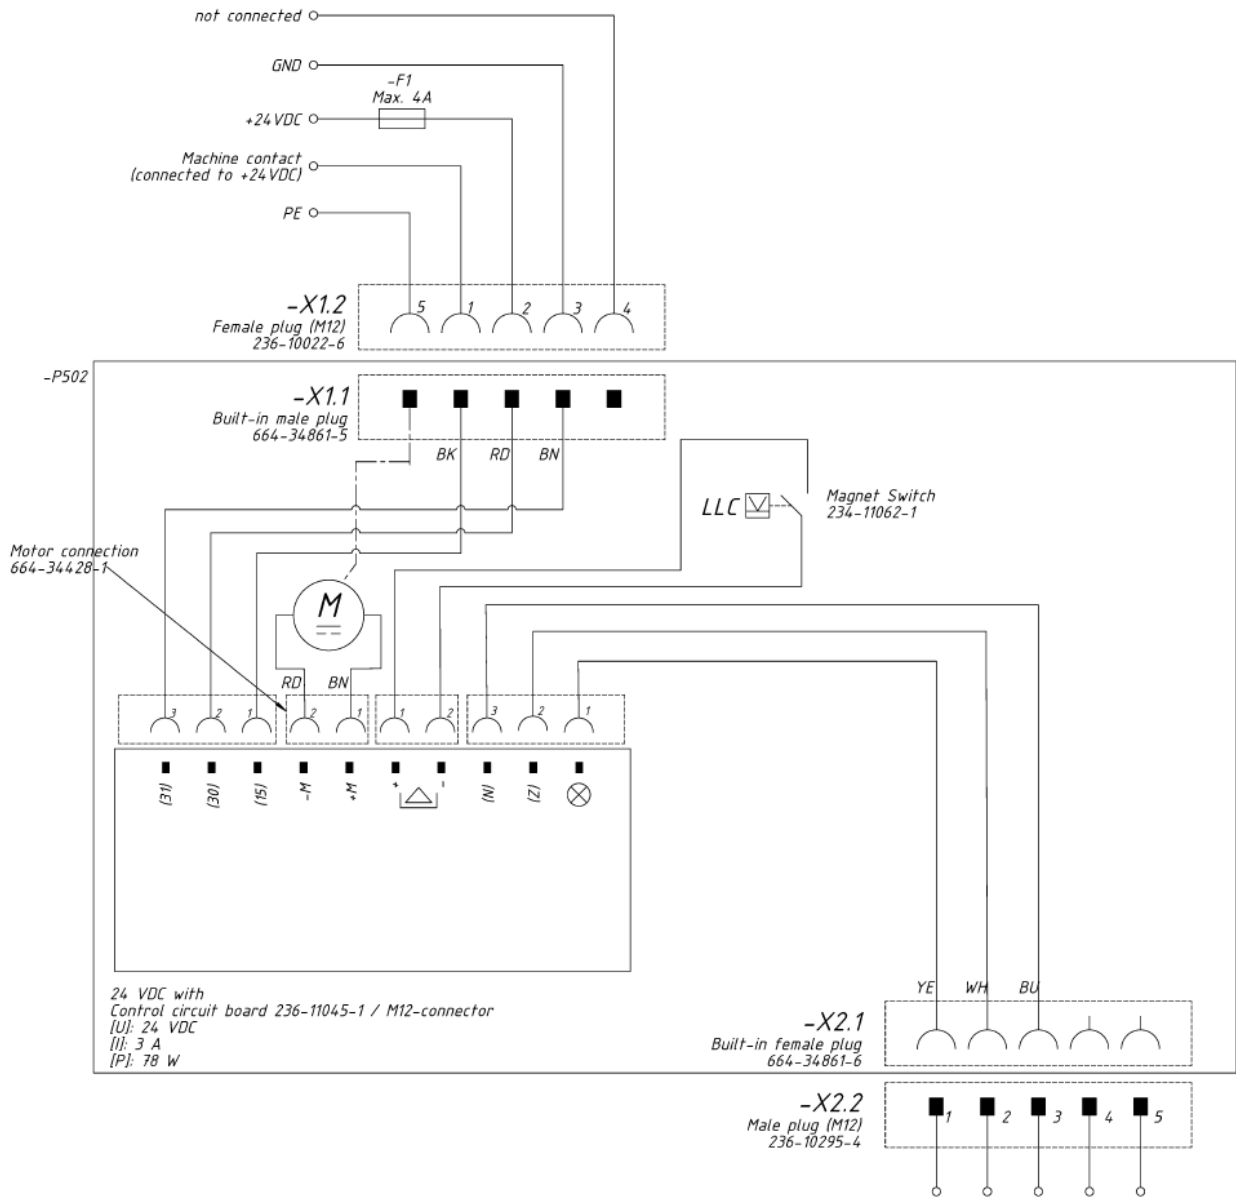 not connected
GND
-F1
Max. 4A
+24VDC
Machine contact
(connected to +24VDC)
PE
-X1.2
Female plug (M12)
236-10022-6
5 1 2 3 4
-P502
-X1.1
Built-in male plug
664-34861-5
BK RD BN
LLC
Magnet Switch
234-11062-1
Motor connection
664-34428-1
M
RD BN
3 2 1 2 1 1 2 3 2 1
(31) (30) (15) -M +M + - (N) (Z)
24 VDC with
Control circuit board 236-11045-1 / M12-connector
[U]: 24 VDC
[I]: 3 A
[P]: 78 W
YE WH BU
-X2.1
Built-in female plug
664-34861-6
-X2.2
Male plug (M12)
236-10295-4
1 2 3 4 5